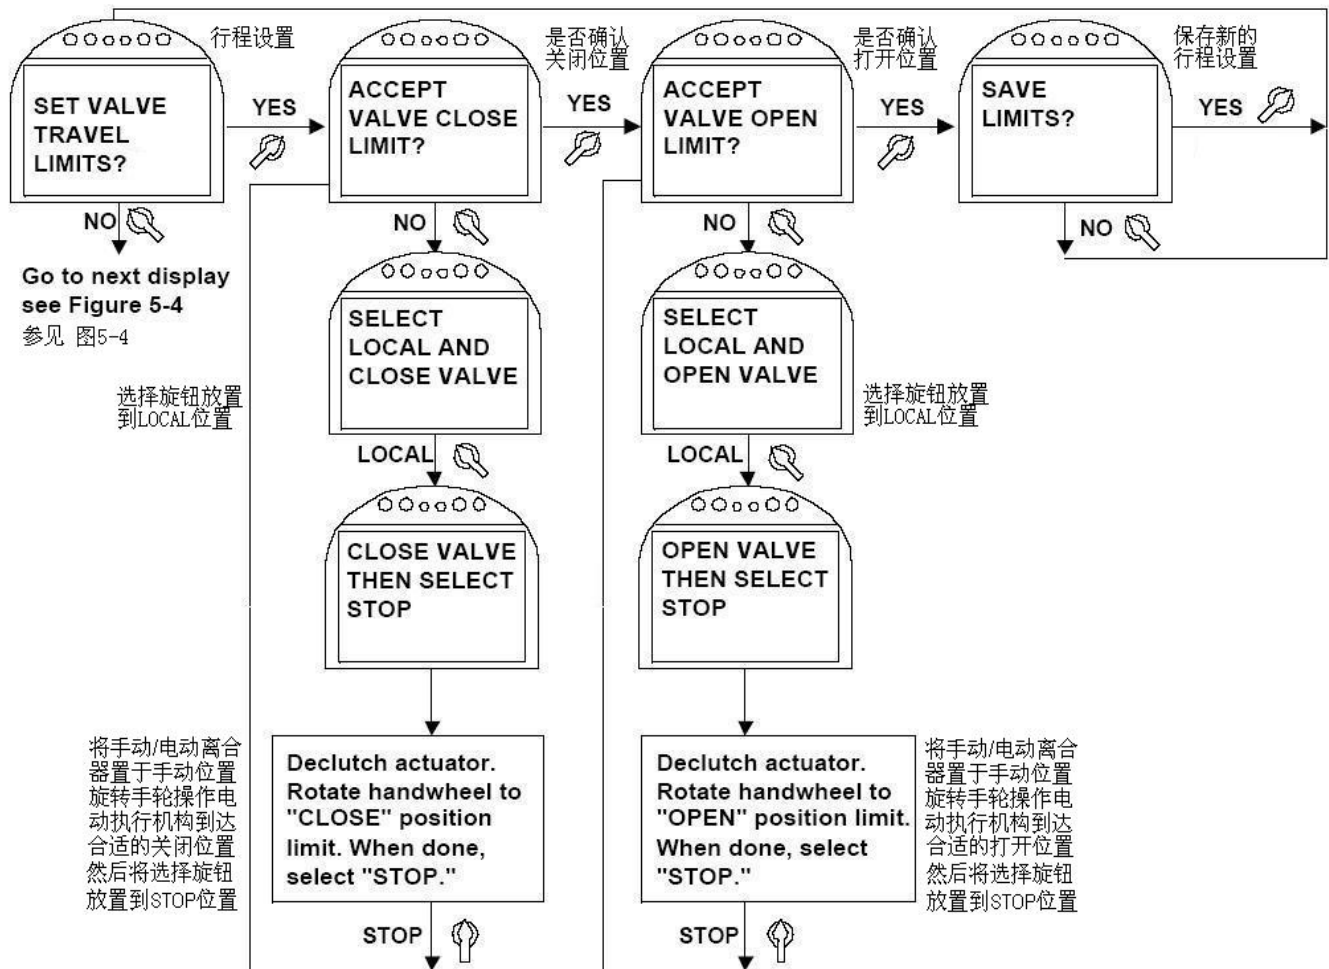 行程设置
SET VALVE
TRAVEL
LIMITS?
YES
NO
Go to next display
see Figure 5-4
参见 图5-4
ACCEPT
VALVE CLOSE
LIMIT?
是否确认
关闭位置
YES
NO
SELECT
LOCAL AND
CLOSE VALVE
选择旋钮放置
到LOCAL位置
LOCAL
CLOSE VALVE
THEN SELECT
STOP
将手动/电动离合
器置于手动位置
旋转手轮操作电
动执行机构到达
合适的关闭位置
然后将选择旋钮
放置到STOP位置
Declutch actuator.
Rotate handwheel to
"CLOSE" position
limit. When done,
select "STOP."
STOP
ACCEPT
VALVE OPEN
LIMIT?
是否确认
打开位置
YES
NO
SELECT
LOCAL AND
OPEN VALVE
选择旋钮放置
到LOCAL位置
LOCAL
OPEN VALVE
THEN SELECT
STOP
Declutch actuator.
Rotate handwheel to
"OPEN" position limit.
When done, select
"STOP."
将手动/电动离合
器置于手动位置
旋转手轮操作电
动执行机构到达
合适的打开位置
然后将选择旋钮
放置到STOP位置
STOP
SAVE
LIMITS?
保存新的
行程设置
YES
NO